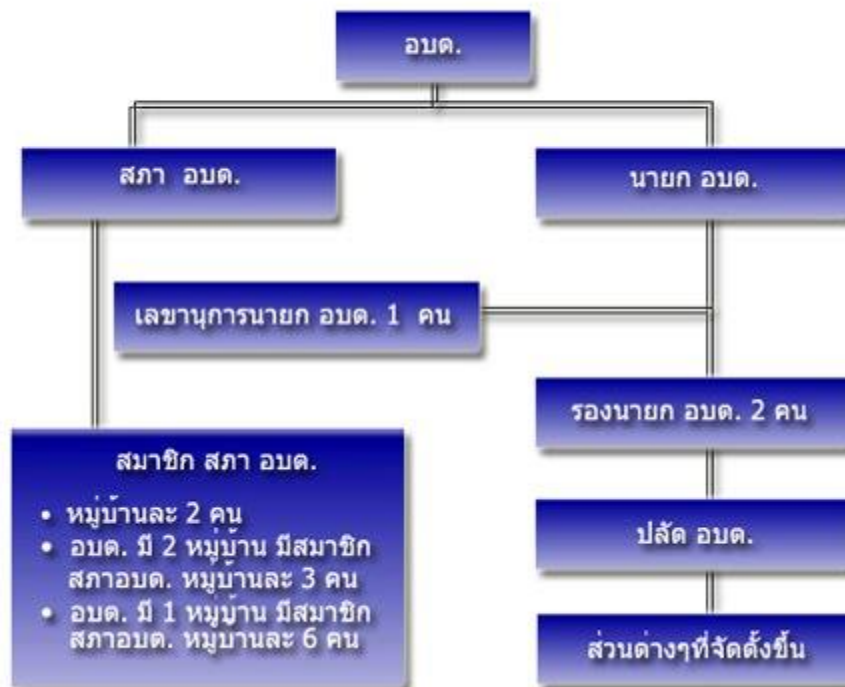 อบต.
สภา อบต.
นายก อบต.
เลขานุการนายก อบต. 1 คน
รองนายก อบต. 2 คน
สมาชิก สภา อบต.
• หมู่บ้านละ 2 คน
• อบต. มี 2 หมู่บ้าน มีสมาชิก
สภาอบต. หมู่บ้านละ 3 คน
• อบต. มี 1 หมู่บ้าน มีสมาชิก
สภาอบต. หมู่บ้านละ 6 คน
ปลัด อบต.
ส่วนต่างๆที่จัดตั้งขึ้น